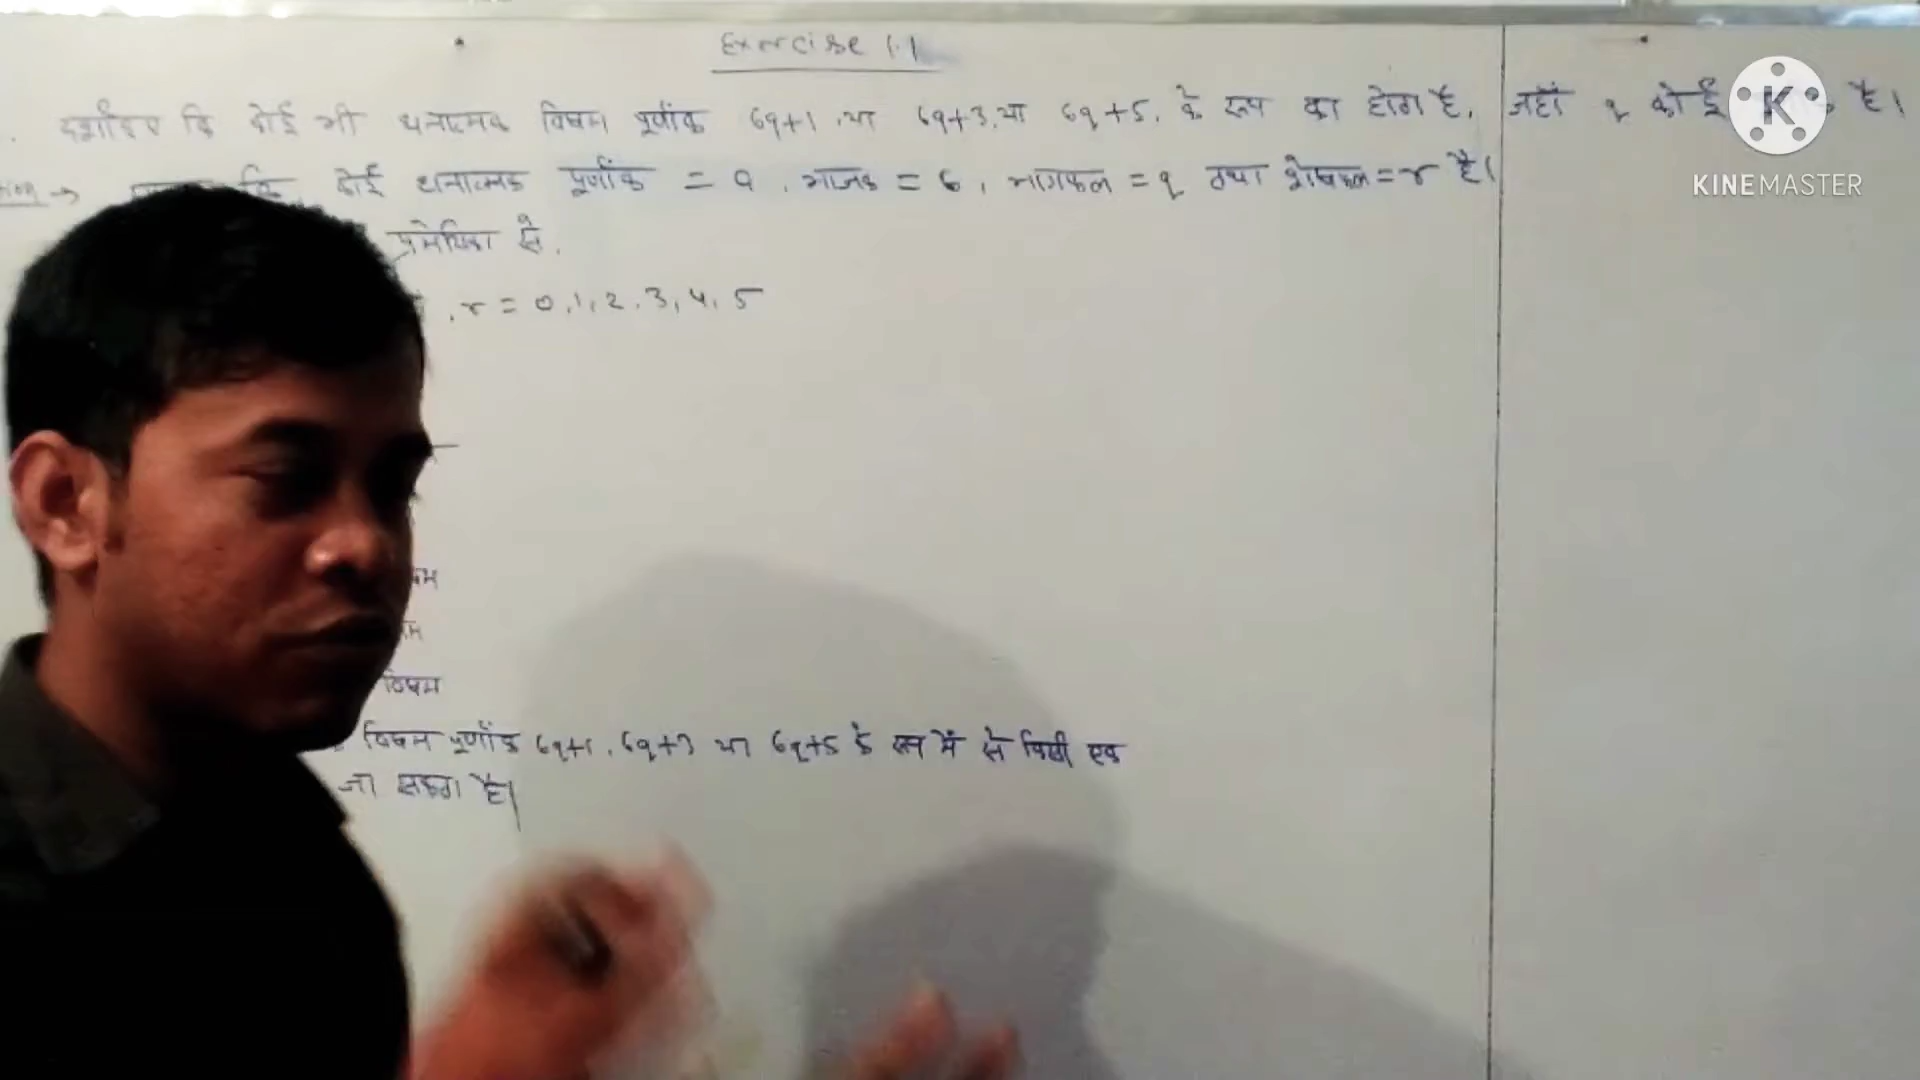 Exercise 1.1
दर्शाइए कि कोई भी धनात्मक विषम पूर्णांक 6q+1, या 6q+3, या 6q+5, के रूप का होता है, जहाँ q कोई है।
कि कोई धनात्मक पूर्णांक = a, भाजक = 6, भागफल = q तथा शेषफल = r है।
प्रमेयिका से,
, r = 0, 1, 2, 3, 4, 5
विषम
विषम पूर्णांक 6q+1, 6q+3 या 6q+5 के रूप में से किसी एक
जा सकता है।
K
KINEMASTER